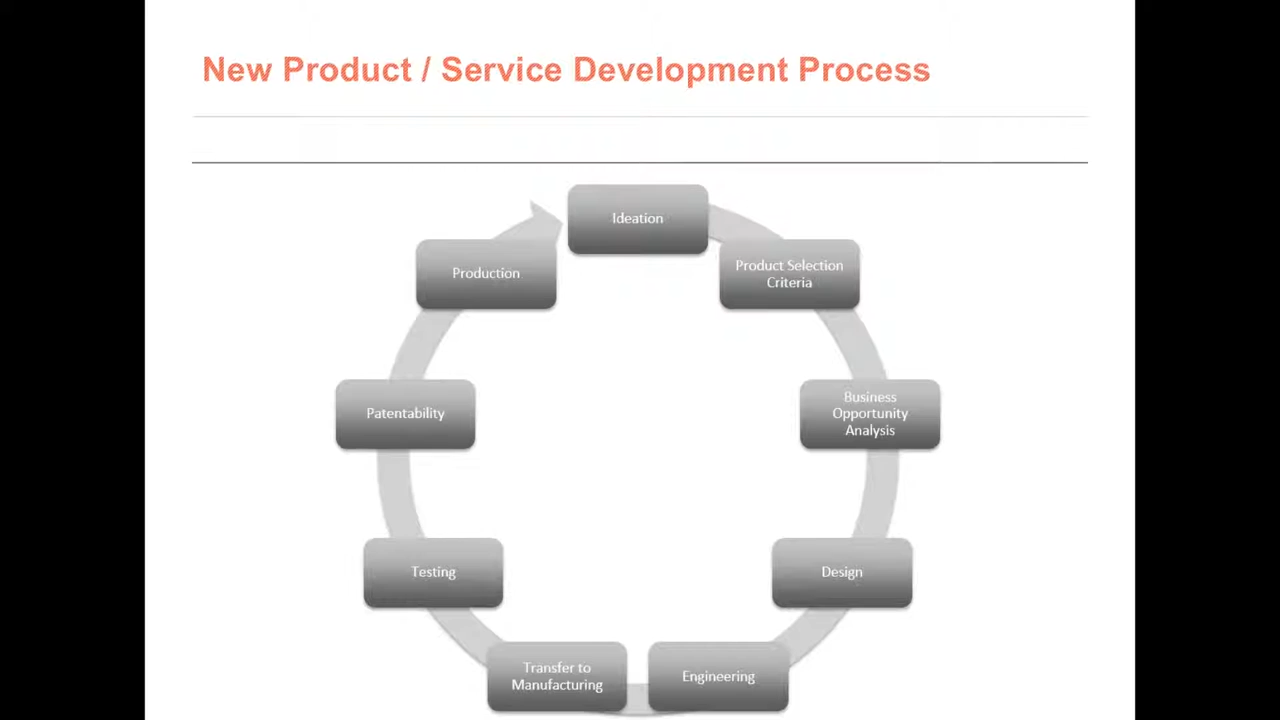 New Product / Service Development Process
Ideation
Product Selection
Criteria
Business
Opportunity
Analysis
Design
Engineering
Transfer to
Manufacturing
Testing
Patentability
Production